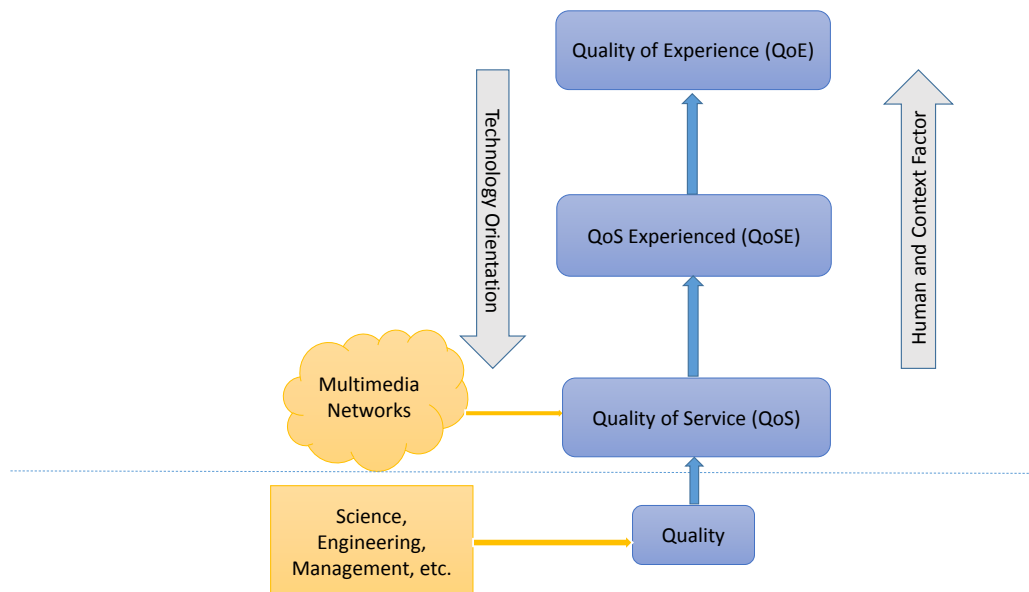 Quality of Experience (QoE)
Technology Orientation
Human and Context Factor
QoS Experienced (QoSE)
Multimedia
Networks
Quality of Service (QoS)
Science,
Engineering,
Management, etc.
Quality